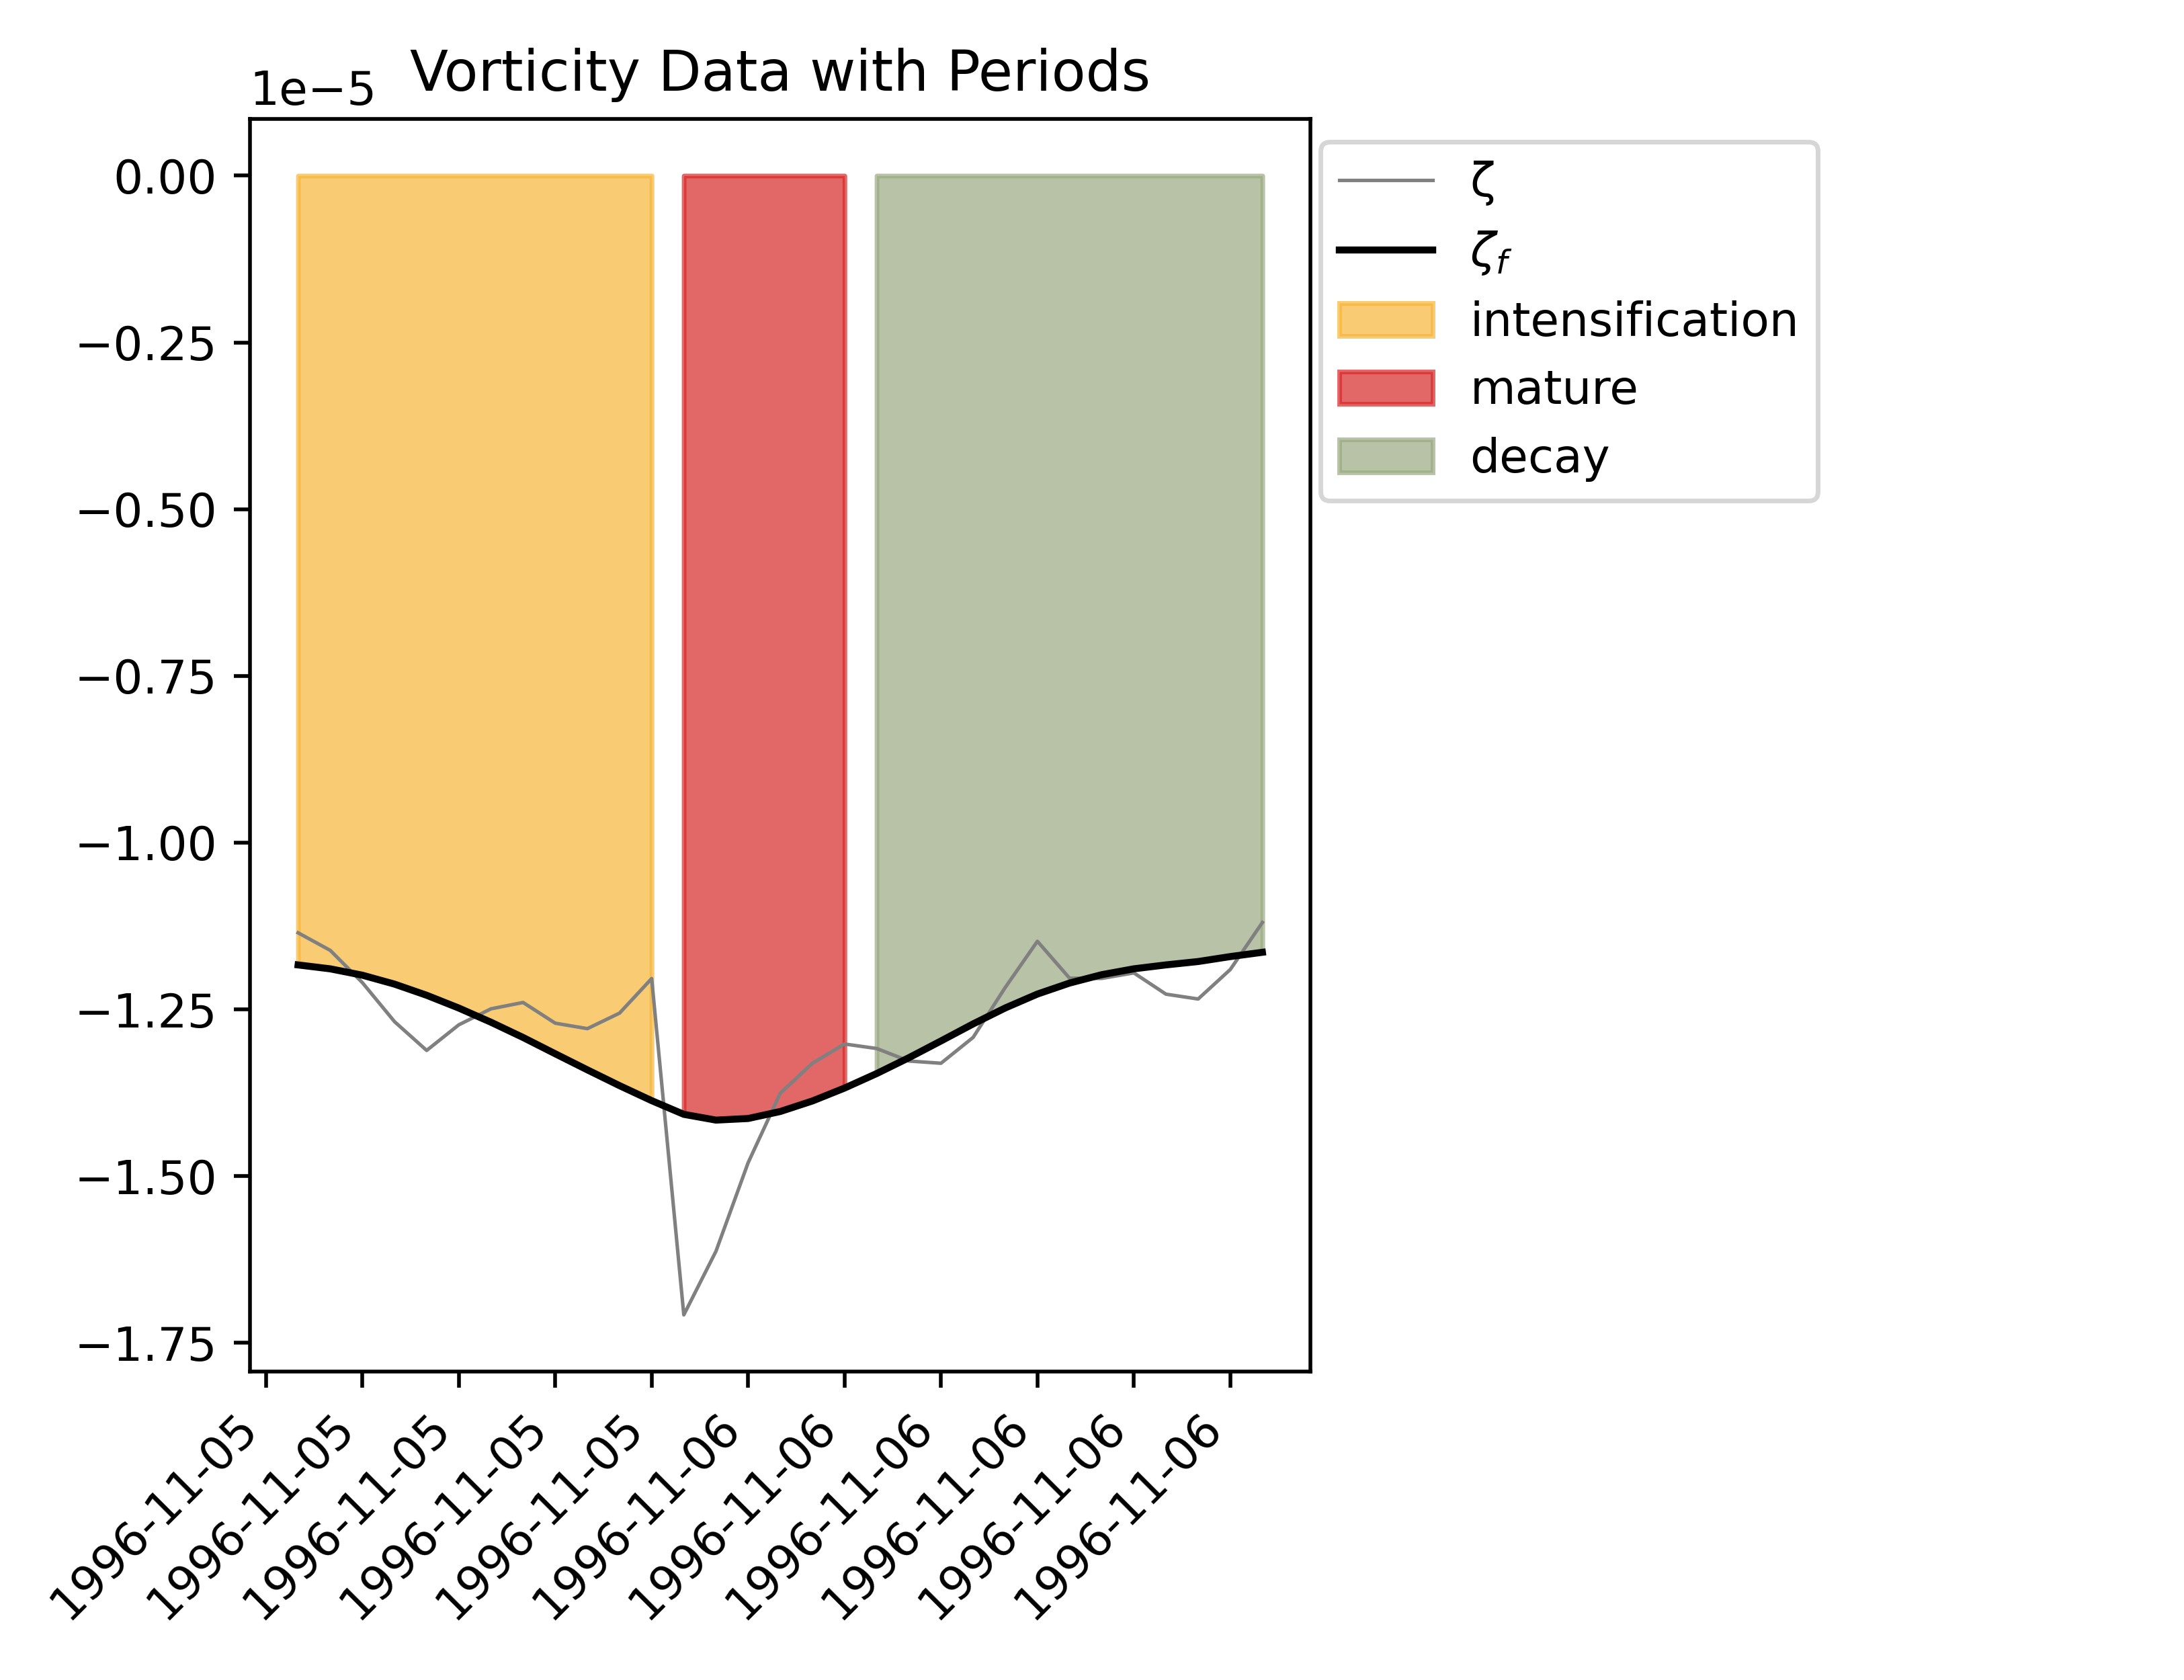 Vorticity Data with Periods
1e−5
0.00
−0.25
−0.50
−0.75
−1.00
−1.25
−1.50
−1.75
1996-11-05
1996-11-05
1996-11-05
1996-11-05
1996-11-05
1996-11-06
1996-11-06
1996-11-06
1996-11-06
1996-11-06
1996-11-06
ζ
ζf
intensification
mature
decay